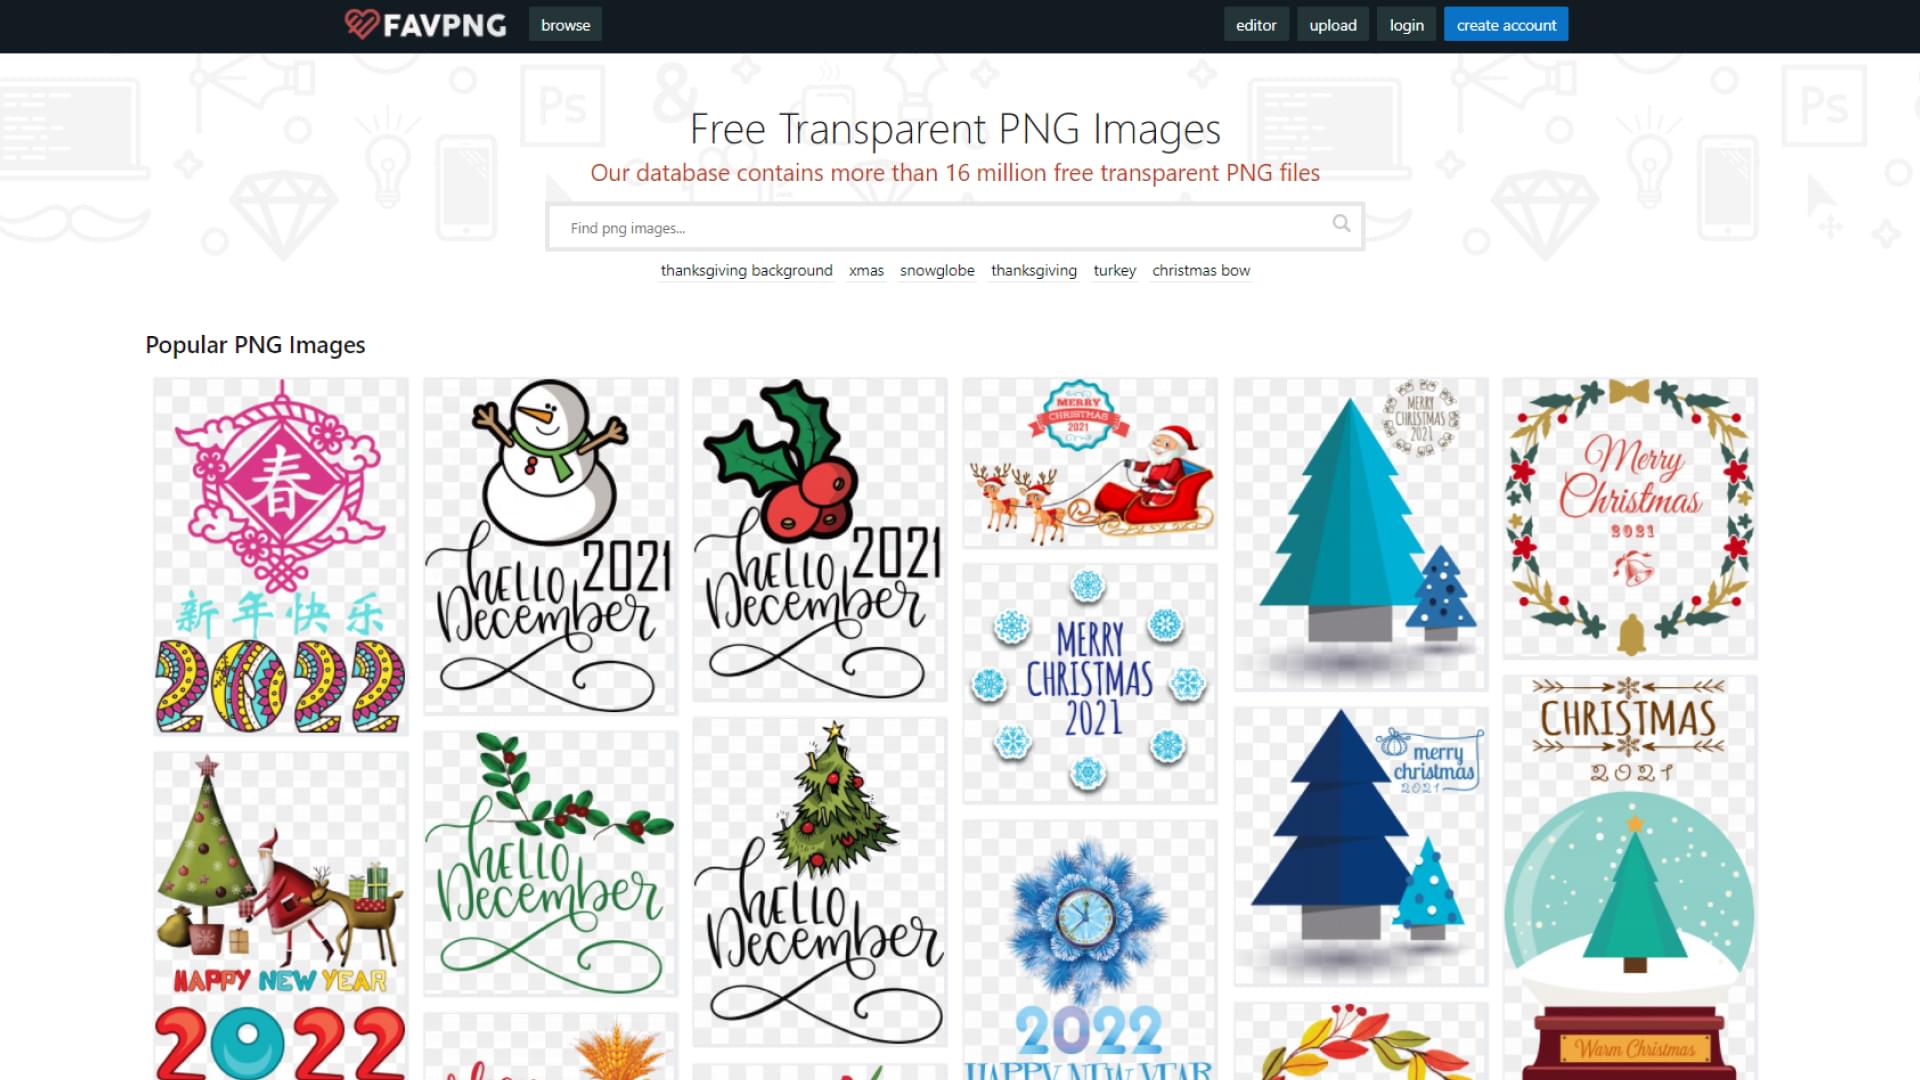 FAVPNG
browse
editor
upload
login
create account
Ps
&
Ps
Free Transparent PNG Images
Our database contains more than 16 million free transparent PNG files
Find png images...
thanksgiving background
xmas
snowglobe
thanksgiving
turkey
christmas bow
Popular PNG Images
春
新年快乐
2022
HAPPY NEW YEAR
2022
hello 2021
December
hello
December
hello 2021
December
hello
December
MERRY
CHRISTMAS
2021
MERRY
CHRISTMAS
2021
2022
HAPPY NEW YEAR
MERRY
CHRISTMAS
2021
merry
christmas
2021
Merry
Christmas
2021
CHRISTMAS
2021
Warm Christmas